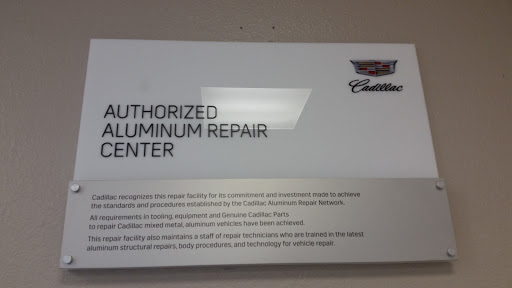 Cadillac
AUTHORIZED
ALUMINUM REPAIR
CENTER
Cadillac recognizes this repair facility for its commitment and investment made to achieve
the standards and procedures established by the Cadillac Aluminum Repair Network.
All requirements in tooling, equipment and Genuine Cadillac Parts
to repair Cadillac mixed metal, aluminum vehicles have been achieved.
This repair facility also maintains a staff of repair technicians who are trained in the latest
aluminum structural repairs, body procedures, and technology for vehicle repair.